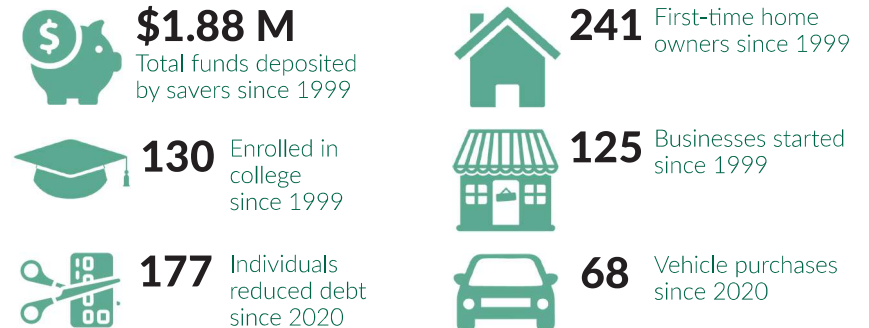 $1.88 M
Total funds deposited
by savers since 1999
241
First-time home
owners since 1999
130
Enrolled in
college
since 1999
125
Businesses started
since 1999
177
Individuals
reduced debt
since 2020
68
Vehicle purchases
since 2020